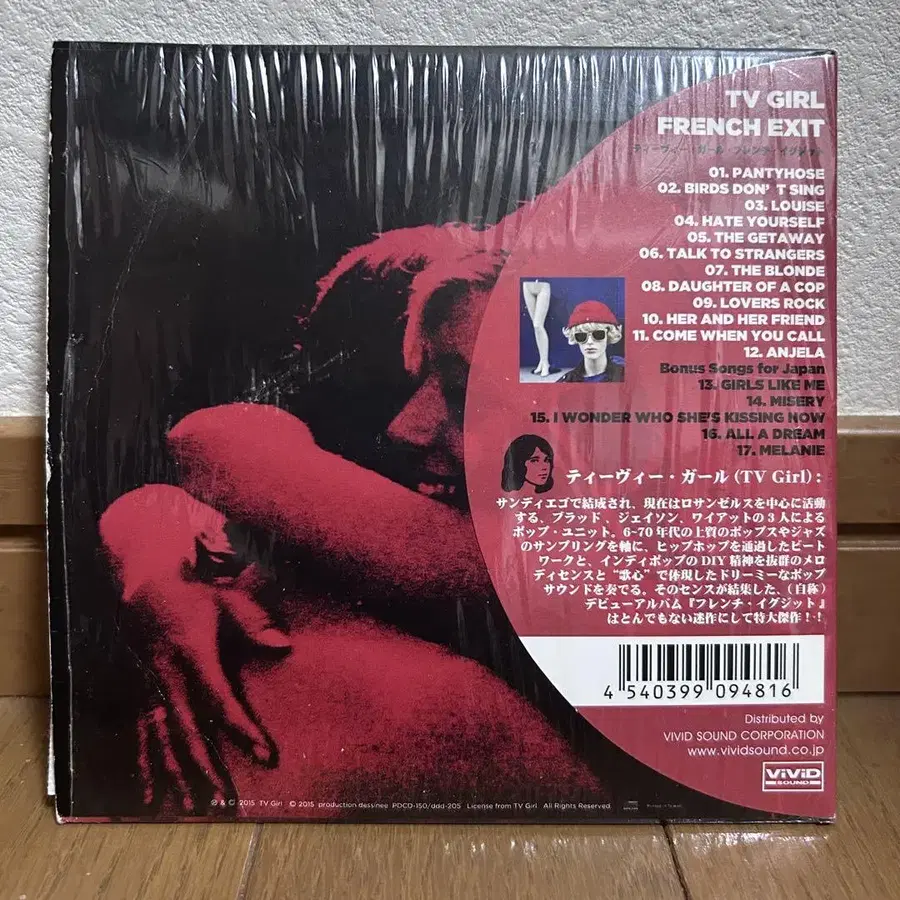 TV GIRL
FRENCH EXIT
ティーヴィー・ガール フレンチ・イグジット
01. PANTYHOSE
02. BIRDS DON' T SING
03. LOUISE
04. HATE YOURSELF
05. THE GETAWAY
06. TALK TO STRANGERS
07. THE BLONDE
08. DAUGHTER OF A COP
09. LOVERS ROCK
10. HER AND HER FRIEND
11. COME WHEN YOU CALL
12. ANJELA
Bonus Songs for Japan
13. GIRLS LIKE ME
14. MISERY
15. I WONDER WHO SHE'S KISSING NOW
16. ALL A DREAM
17. MELANIE
ティーヴィー・ガール (TV Girl) :
サンディエゴで結成され、現在はロサンゼルスを中心に活動
する、ブラッド、ジェイソン、ワイアットの3人による
ポップ・ユニット。6~70年代の上質のポップスやジャズ
のサンプリングを軸に、ヒップホップを通過したビート
ワークと、インディポップのDIY精神を抜群のメロ
ディセンスと“歌心”で体現したドリーミーなポップ
サウンドを奏でる。そのセンスが結集した、(自称)
デビューアルバム『フレンチ・イグジット』
はとんでもない迷作にして特大傑作!!
4 540399 094816
Distributed by
VIVID SOUND CORPORATION
www.vividsound.co.jp
ViViD
SOUND
℗ & © 2015 TV Girl © 2015 production dessinee PDCD-150/ddd-205 License from TV Girl All Rights Reserved.